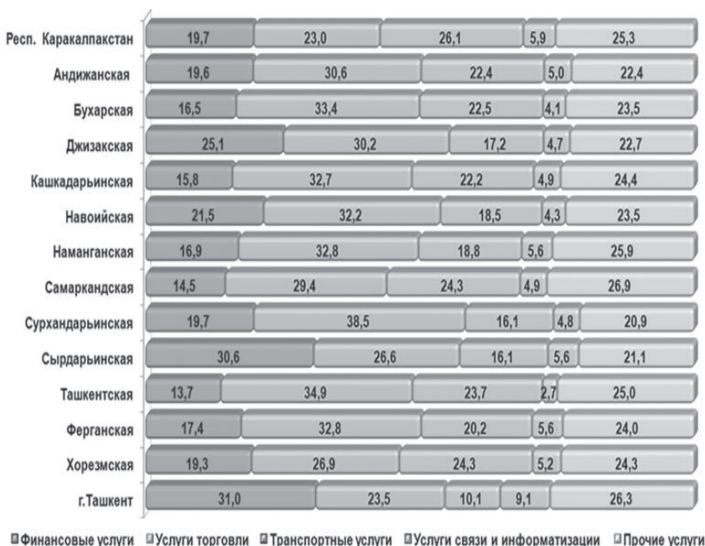 Респ. Каракалпакстан 19,7 23,0 26,1 5,9 25,3
Андижанская 19,6 30,6 22,4 5,0 22,4
Бухарская 16,5 33,4 22,5 4,1 23,5
Джизакская 25,1 30,2 17,2 4,7 22,7
Кашкадарьинская 15,8 32,7 22,2 4,9 24,4
Навоийская 21,5 32,2 18,5 4,3 23,5
Наманганская 16,9 32,8 18,8 5,6 25,9
Самаркандская 14,5 29,4 24,3 4,9 26,9
Сурхандарьинская 19,7 38,5 16,1 4,8 20,9
Сырдарьинская 30,6 26,6 16,1 5,6 21,1
Ташкентская 13,7 34,9 23,7 2,7 25,0
Ферганская 17,4 32,8 20,2 5,6 24,0
Хорезмская 19,3 26,9 24,3 5,2 24,3
г.Ташкент 31,0 23,5 10,1 9,1 26,3
Финансовые услуги Услуги торговли Транспортные услуги Услуги связи и информатизации Прочие услуги